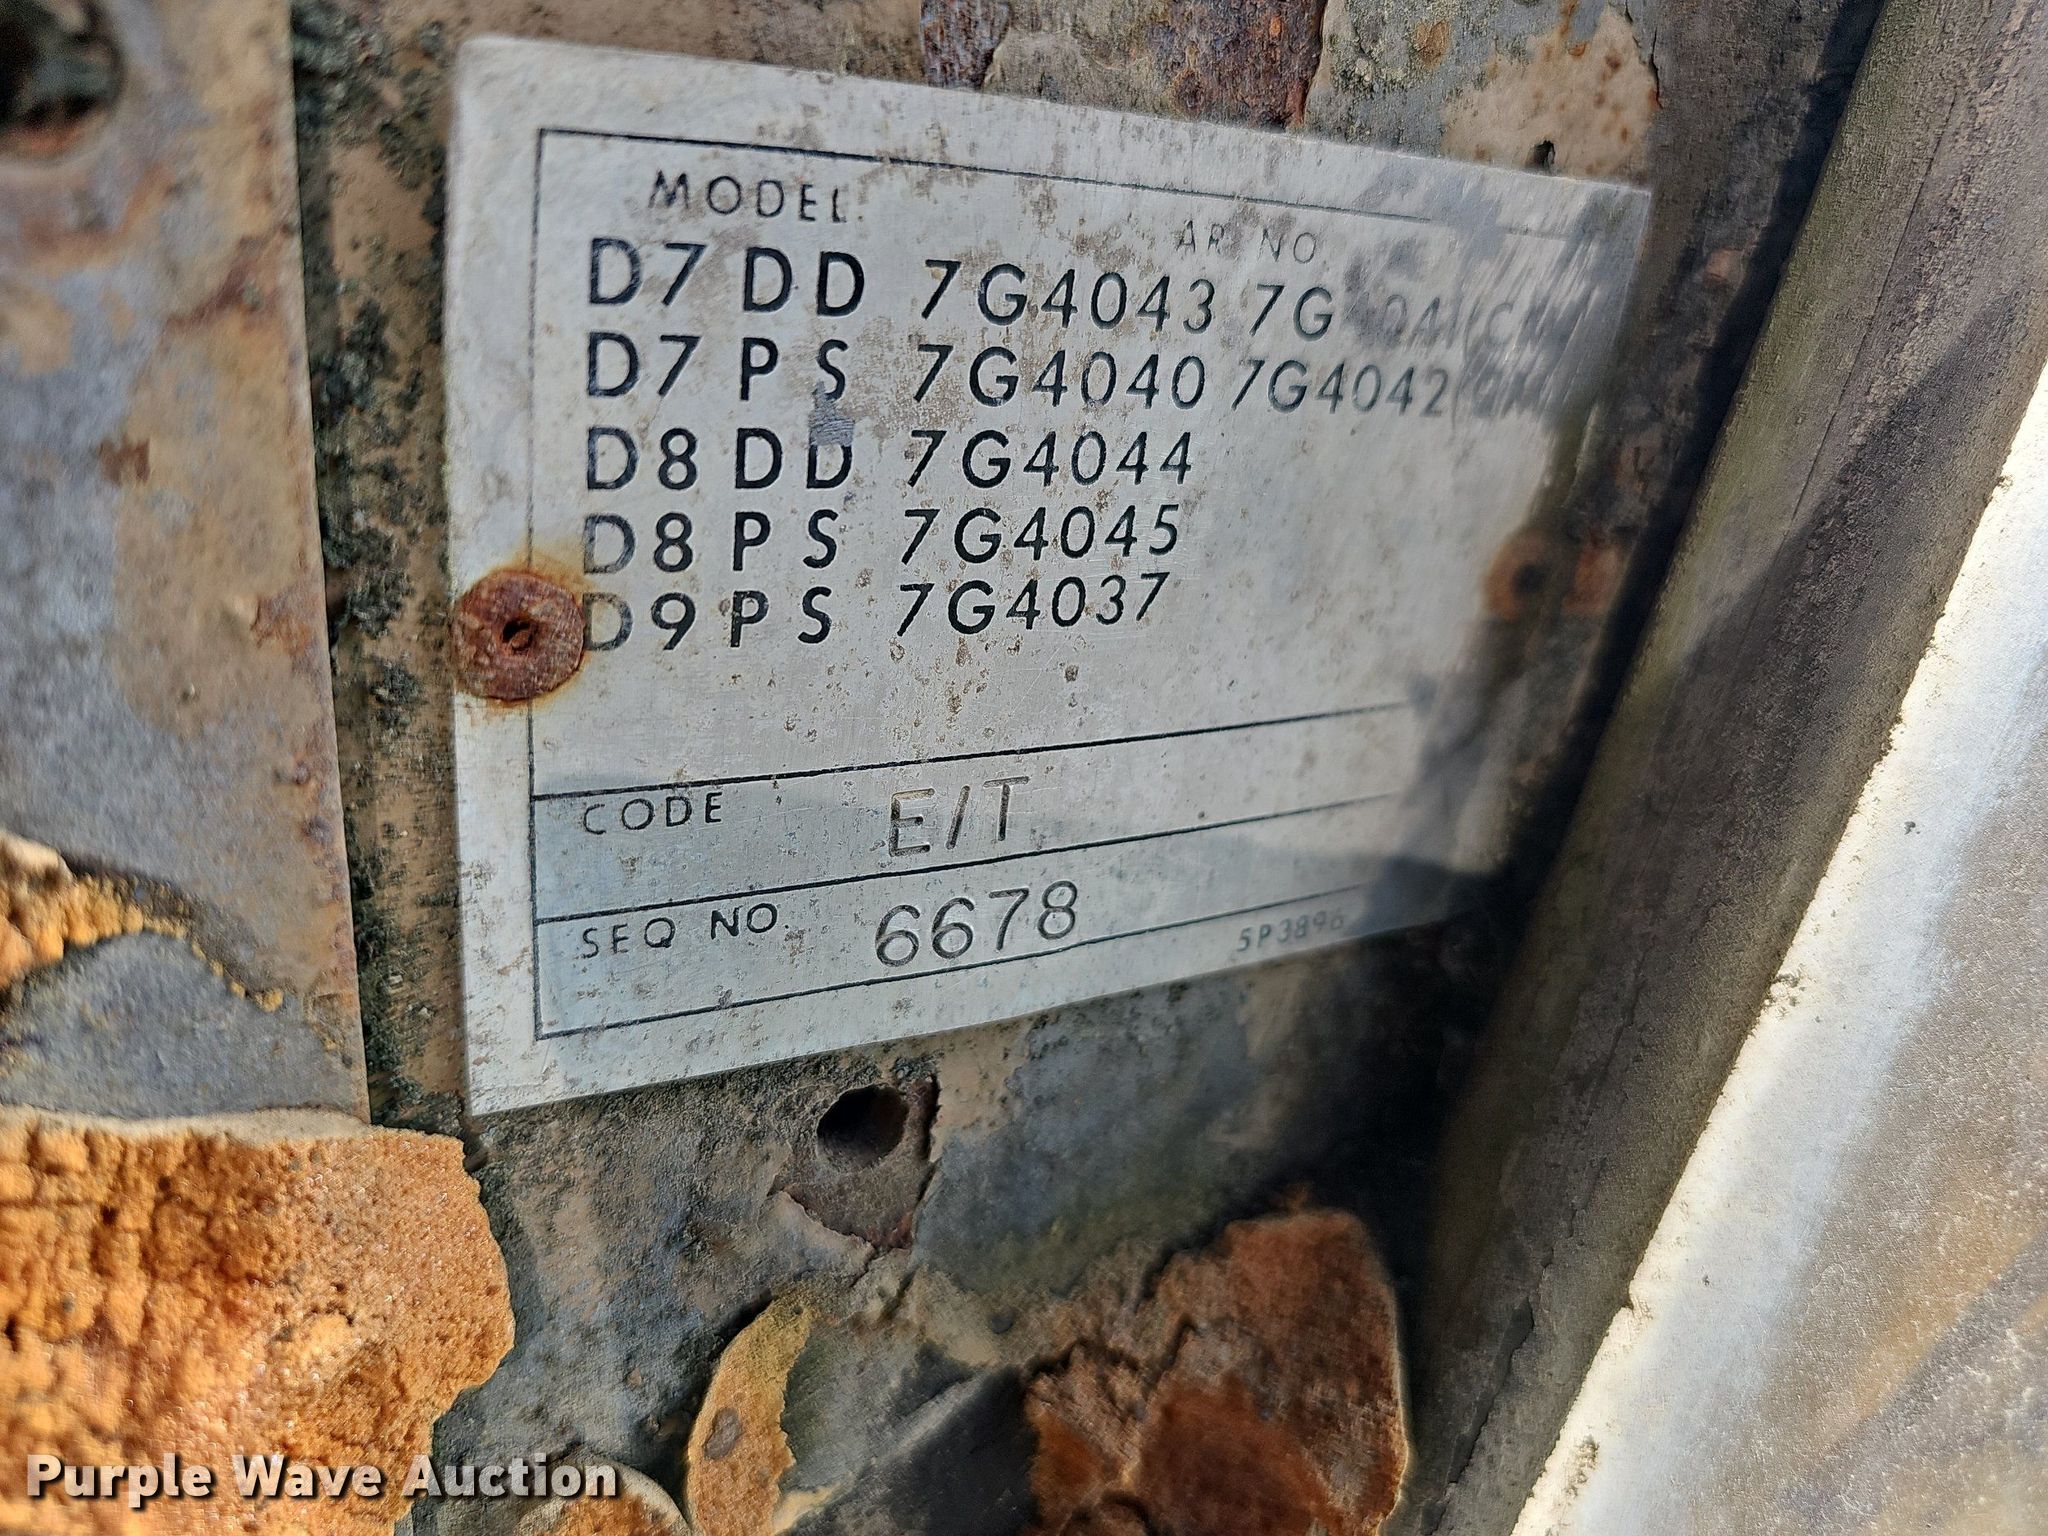 MODEL AR. NO.
D7 DD 7G4043
D7 PS 7G4040 7G4042
D8 DD 7G4044
D8 PS 7G4045
D9 PS 7G4037
CODE E/T
SEQ NO. 6678
5P3896
Purple Wave Auction